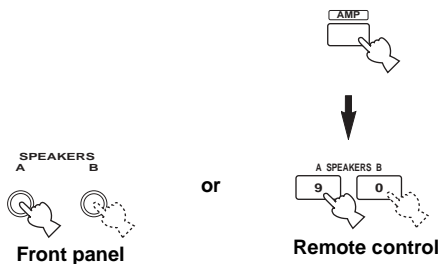 AMP
SPEAKERS
A B
or
A SPEAKERS B
9 0
Front panel
Remote control